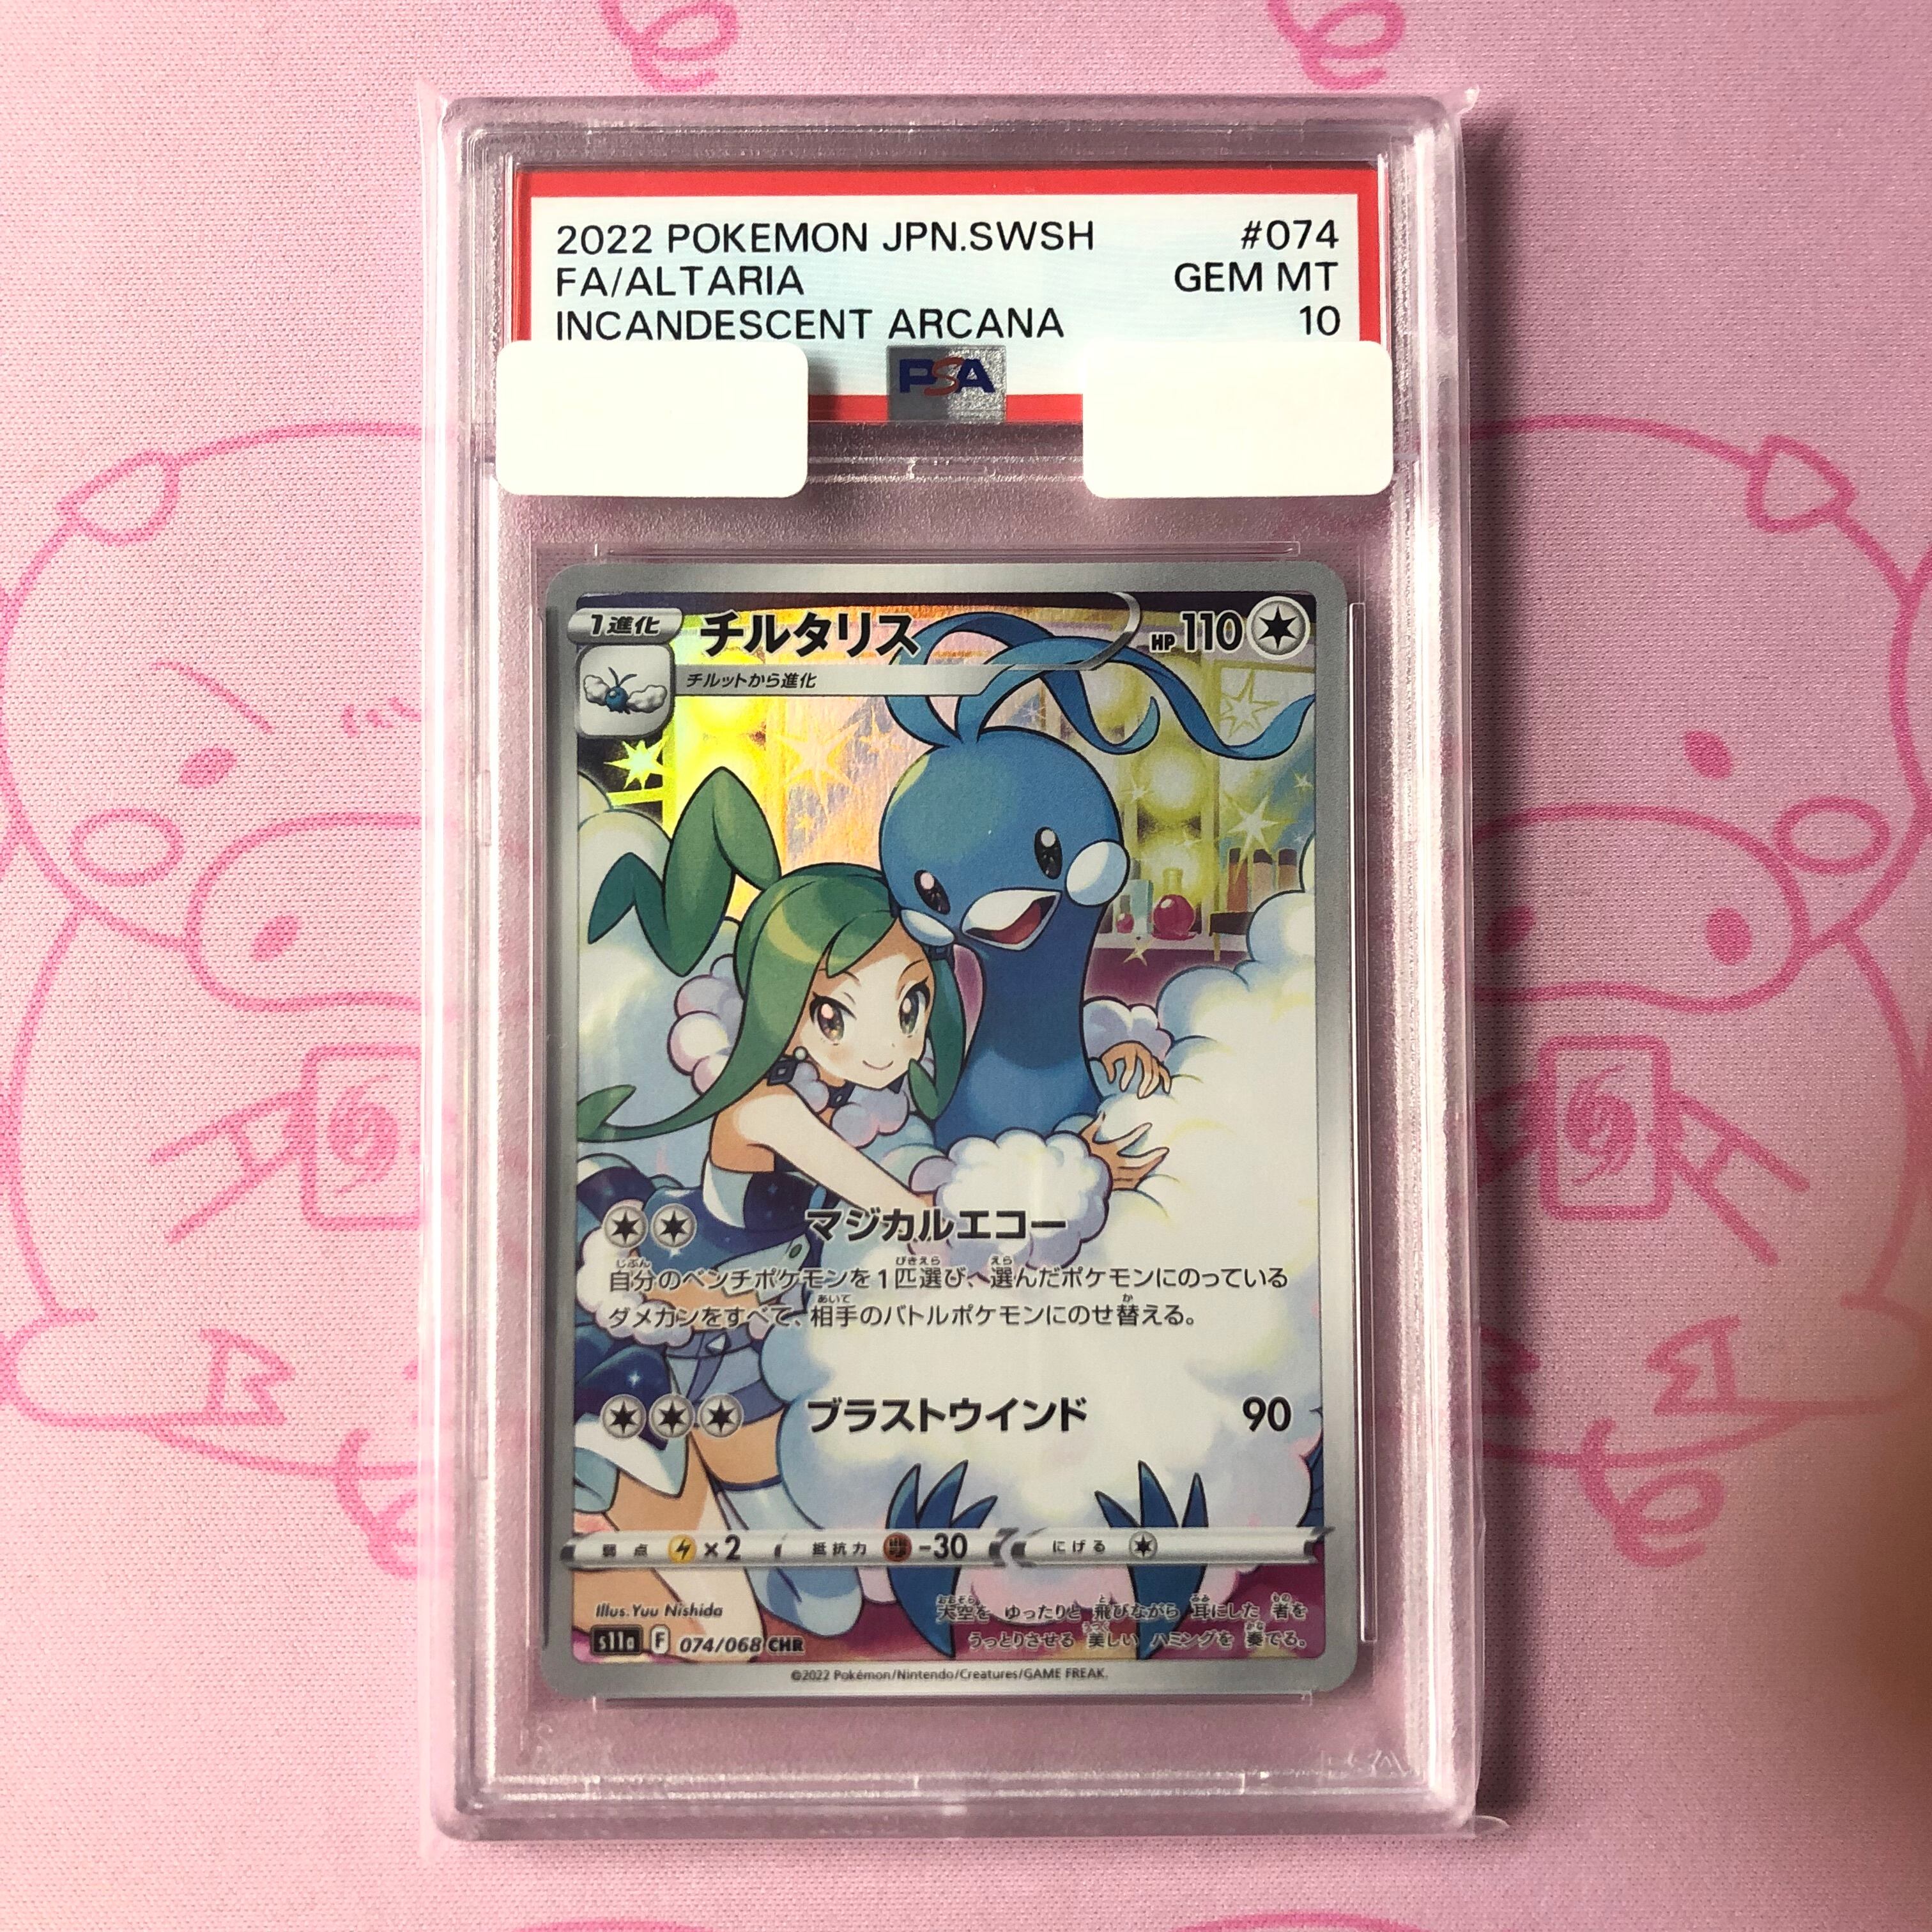 2022 POKEMON JPN.SWSH #074
FA/ALTARIA GEM MT
INCANDESCENT ARCANA 10
PSA
1進化 チルタリス HP 110
チルットから進化
マジカルエコー
自分のベンチポケモンを1匹選び、選んだポケモンにのっている
ダメカンをすべて、相手のバトルポケモンにのせ替える。
ブラストウインド 90
弱点 ×2 抵抗力 -30 にげる
Illus. Yuu Nishida
大空を ゆったりと 飛びながら 耳にした 者を
うっとりさせる 美しい ハミングを 奏でる。
s11a F 074/068 CHR
©2022 Pokémon/Nintendo/Creatures/GAME FREAK.
PSA